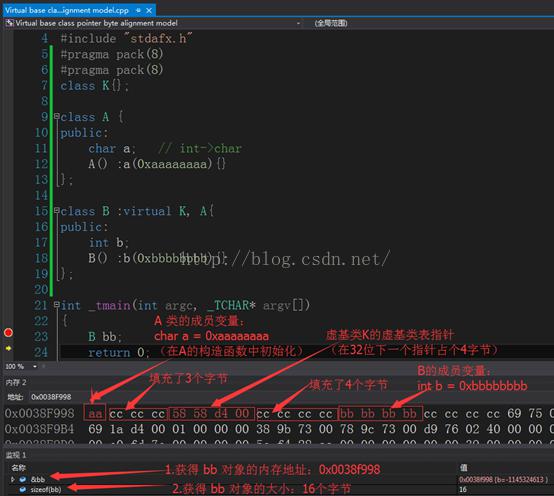 Virtual base cla...ignment model.cpp
Virtual base class pointer byte alignment model
(全局范围)
4 #include "stdafx.h"
5 #pragma pack(8)
6 #pragma pack(8)
7 class K{};
8
9 class A {
10 public:
11 char a; // int->char
12 A() :a(0xaaaaaaaa){}
13 };
14
15 class B :virtual K, A{
16 public:
17 int b;
18 B() :b(0xbbbbbbbb){}
http://blog.csdn.net/
19 };
20
21 int _tmain(int argc, _TCHAR* argv[])
22 {
23 B bb;
24 return 0;
A 类的成员变量:
char a = 0xaaaaaaaa
(在A的构造函数中初始化)
虚基类K的虚基类表指针
(在32位下一个指针占个4字节)
100 %
填充了3个字节
填充了4个字节
B的成员变量:
int b = 0xbbbbbbbb
内存 2
地址: 0x0038F998
0x0038F998 aa cc cc cc 58 58 d4 00 cc cc cc cc bb bb bb bb cc cc cc cc 69 75 0
0x0038F9B4 69 1a d4 00 01 00 00 00 38 9b 73 00 78 9c 73 00 d9 76 02 00 00 0
监视 1
名称 值
1.获得 bb 对象的内存地址: 0x0038f998
&bb 0x0038f998 {b=-1145324613 }
2.获得 bb 对象的大小: 16个字节
sizeof(bb) 16